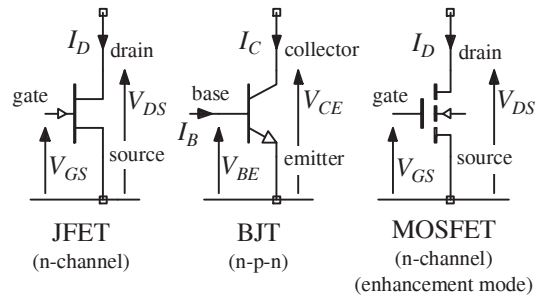 I_D drain
gate
V_DS
V_GS source
JFET
(n-channel)
I_C collector
base
I_B
V_CE
V_BE emitter
BJT
(n-p-n)
I_D drain
V_DS
V_GS source
MOSFET
(n-channel)
(enhancement mode)